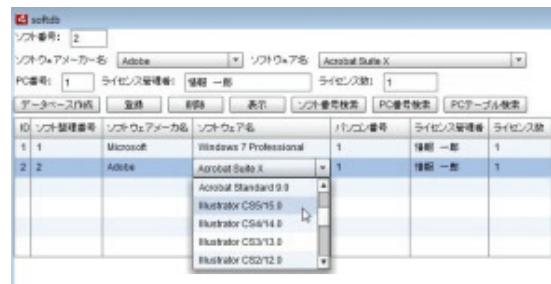 softdb
ソフト番号: 2
ソフトウェアメーカー名 Adobe ソフトウェア名 Acrobat Suite X
PC番号: 1 ライセンス管理者: 情報 一郎 ライセンス数: 1
データベース作成 登録 削除 表示 ソフト番号検索 PC番号検索 PCテーブル検索
ID ソフト整理番号 ソフトウェアメーカ名 ソフトウェア名 パソコン番号 ライセンス管理者 ライセンス数
1 1 Microsoft Windows 7 Professional 1 情報 一郎 1
2 2 Adobe Acrobat Suite X 1 情報 一郎 1
Acrobat Standard 9.0
Illustrator CS5/15.0
Illustrator CS4/14.0
Illustrator CS3/13.0
Illustrator CS2/12.0